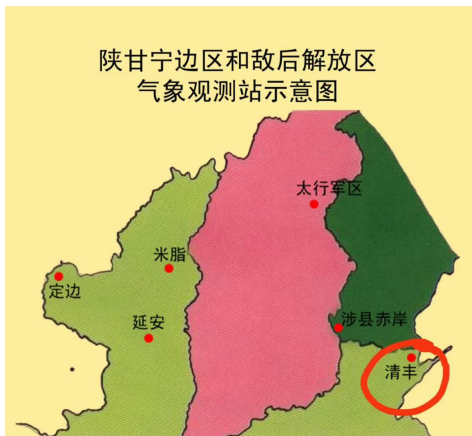 陕甘宁边区和敌后解放区
气象观测站示意图
太行军区
米脂
定边
延安
涉县赤岸
清丰